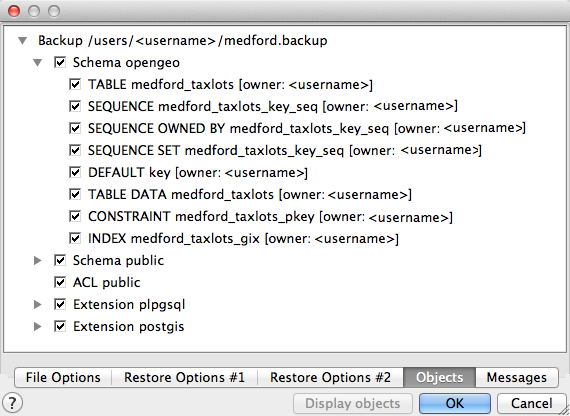 Backup /users/<username>/medford.backup
Schema opengeo
TABLE medford_taxlots [owner: <username>]
SEQUENCE medford_taxlots_key_seq [owner: <username>]
SEQUENCE OWNED BY medford_taxlots_key_seq [owner: <username>]
SEQUENCE SET medford_taxlots_key_seq [owner: <username>]
DEFAULT key [owner: <username>]
TABLE DATA medford_taxlots [owner: <username>]
CONSTRAINT medford_taxlots_pkey [owner: <username>]
INDEX medford_taxlots_gix [owner: <username>]
Schema public
ACL public
Extension plpgsql
Extension postgis
File Options Restore Options #1 Restore Options #2 Objects Messages
? Display objects OK Cancel